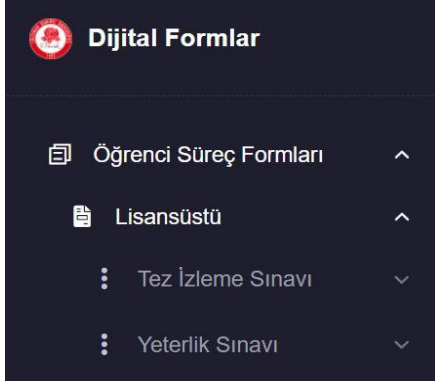 Dijital Formlar
Öğrenci Süreç Formları
Lisansüstü
Tez İzleme Sınavı
Yeterlik Sınavı